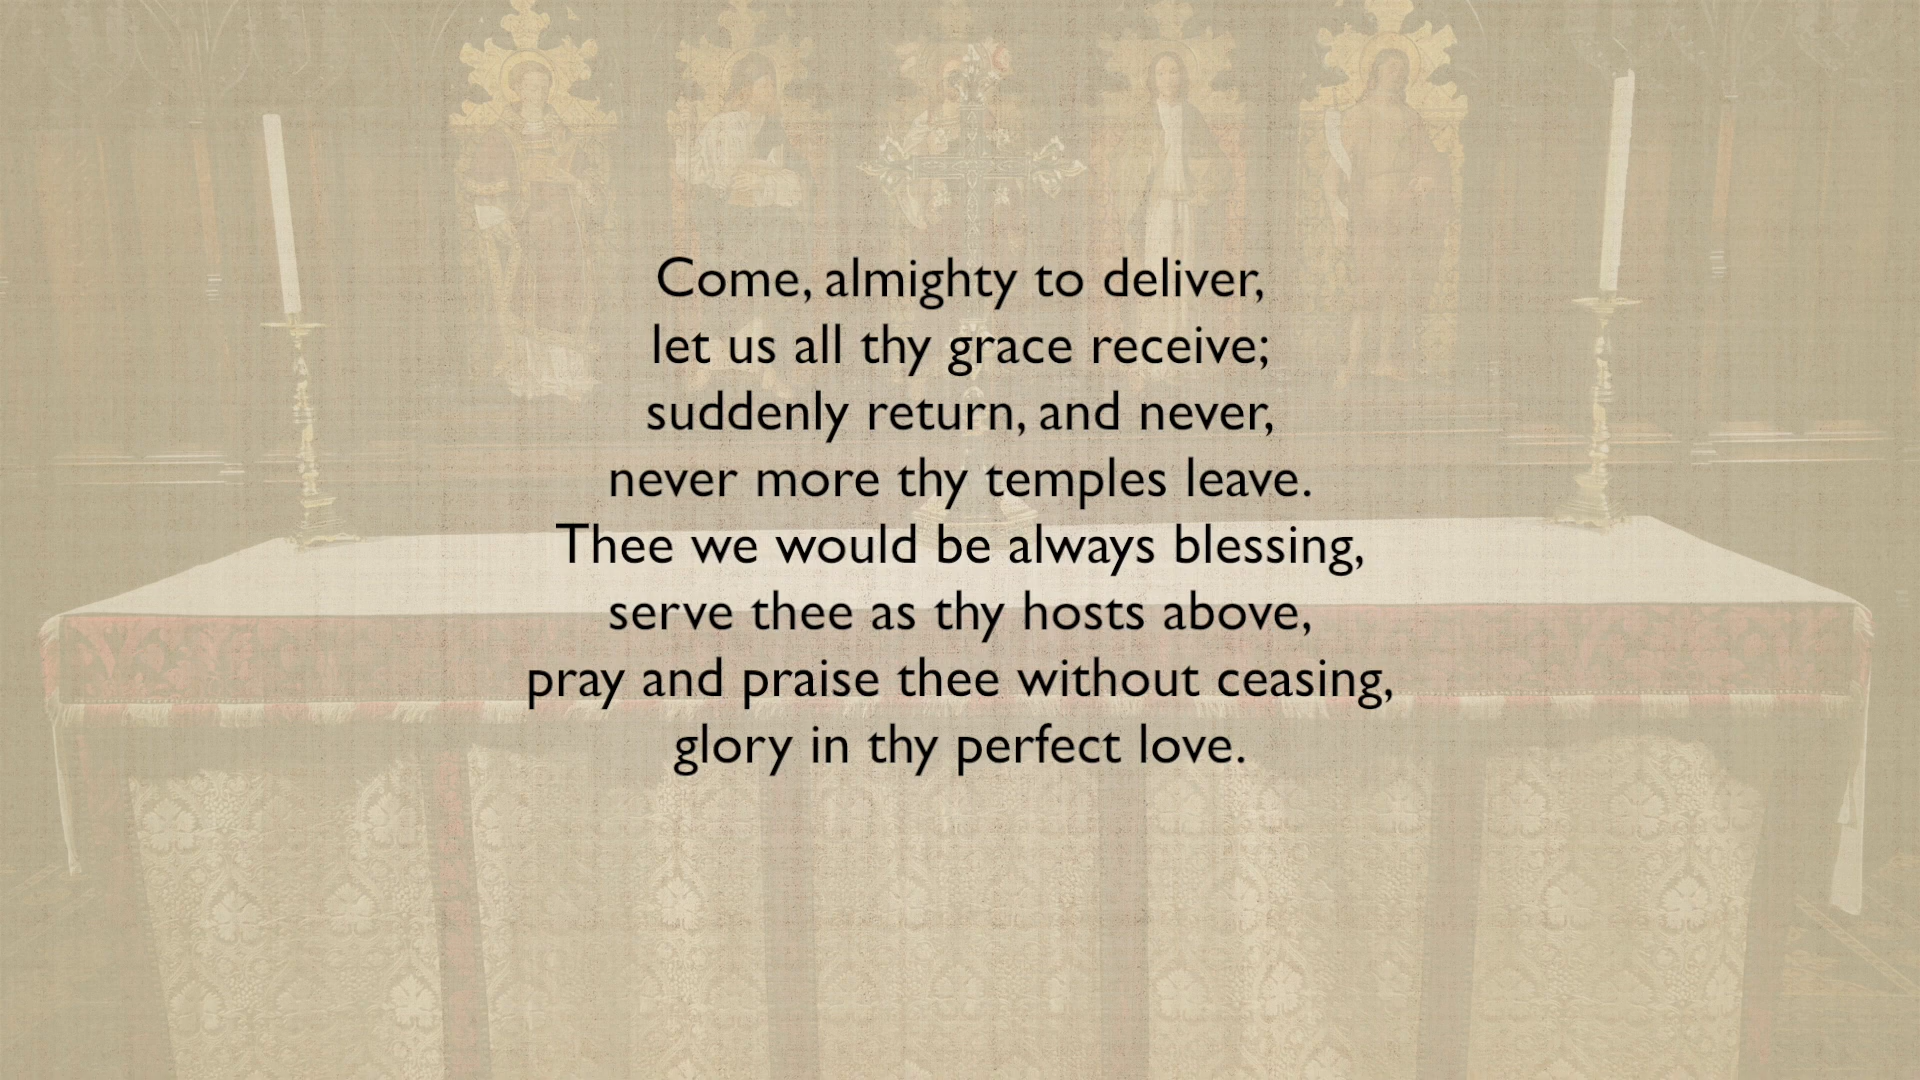 Come, almighty to deliver,
let us all thy grace receive;
suddenly return, and never,
never more thy temples leave.
Thee we would be always blessing,
serve thee as thy hosts above,
pray and praise thee without ceasing,
glory in thy perfect love.